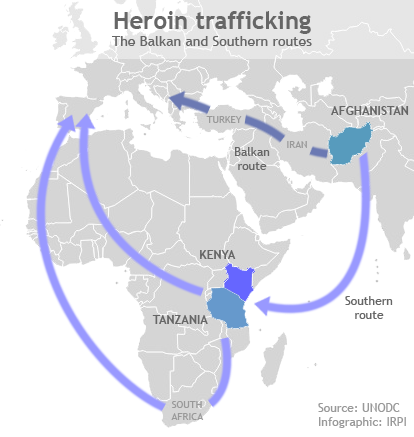 Heroin trafficking
The Balkan and Southern routes
AFGHANISTAN
TURKEY
IRAN
Balkan
route
KENYA
Southern
route
TANZANIA
SOUTH
AFRICA
Source: UNODC
Infographic: IRPI